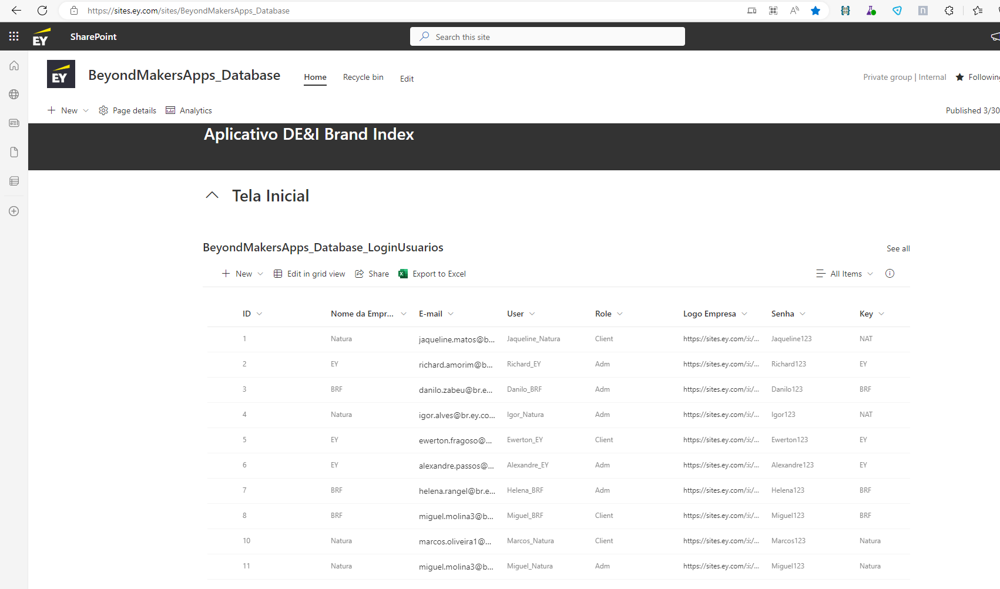 https://sites.ey.com/sites/BeyondMakersApps_Database
EY SharePoint Search this site
EY BeyondMakersApps_Database Home Recycle bin Edit Private group | Internal Following
New Page details Analytics Published 3/30
Aplicativo DE&I Brand Index
Tela Inicial
BeyondMakersApps_Database_LoginUsuarios See all
New Edit in grid view Share Export to Excel All Items
ID Nome da Empr... E-mail User Role Logo Empresa Senha Key
1 Natura jaqueline.matos@b... Jaqueline_Natura Client https://sites.ey.com/:i:/... Jaqueline123 NAT
2 EY richard.amorim@b... Richard_EY Adm https://sites.ey.com/:i:/... Richard123 EY
3 BRF danilo.zabeu@br.e... Danilo_BRF Adm https://sites.ey.com/:i:/... Danilo123 BRF
4 Natura igor.alves@br.ey.co... Igor_Natura Adm https://sites.ey.com/:i:/... Igor123 NAT
5 EY ewerton.fragoso@... Ewerton_EY Client https://sites.ey.com/:i:/... Ewerton123 EY
6 EY alexandre.passos@... Alexandre_EY Adm https://sites.ey.com/:i:/... Alexandre123 EY
7 BRF helena.rangel@br.e... Helena_BRF Adm https://sites.ey.com/:i:/... Helena123 BRF
8 BRF miguel.molina3@b... Miguel_BRF Client https://sites.ey.com/:i:/... Miguel123 BRF
10 Natura marcos.oliveira1@... Marcos_Natura Client https://sites.ey.com/:i:/... Marcos123 Natura
11 Natura miguel.molina3@b... Miguel_Natura Adm https://sites.ey.com/:i:/... Miguel123 Natura